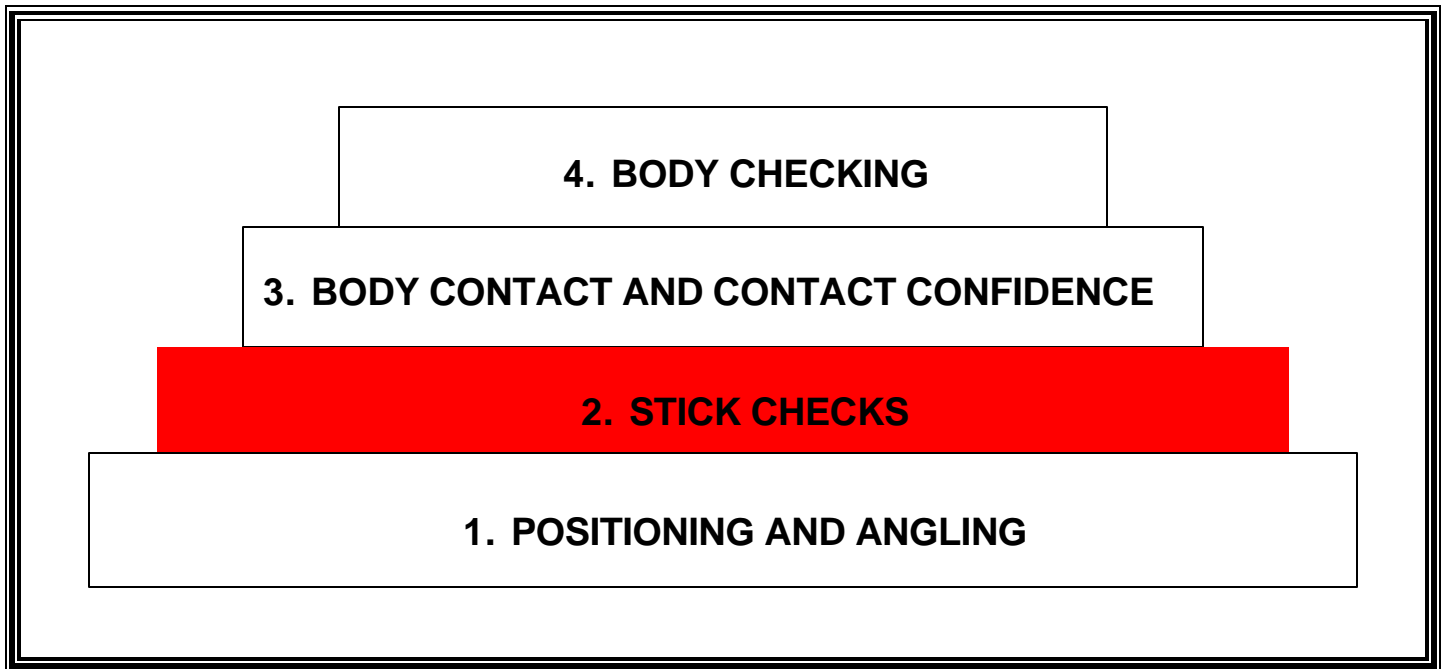 4. BODY CHECKING
3. BODY CONTACT AND CONTACT CONFIDENCE
2. STICK CHECKS
1. POSITIONING AND ANGLING